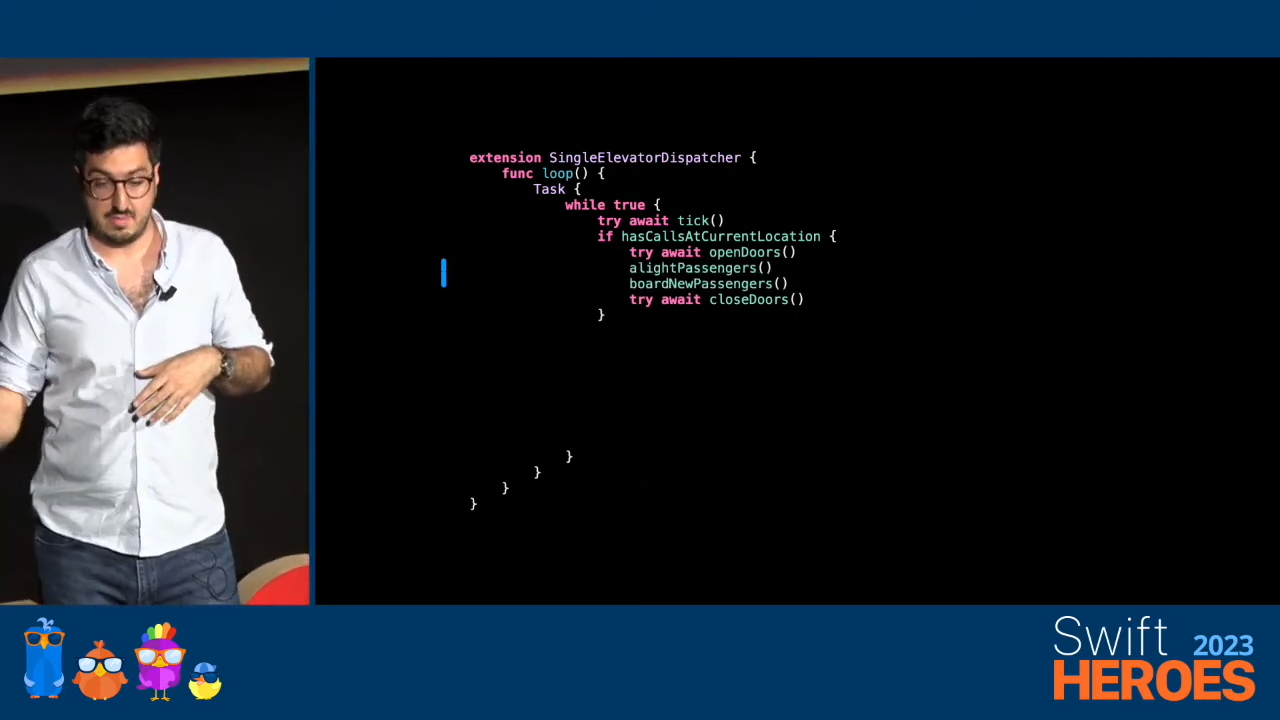 extension SingleElevatorDispatcher {
func loop() {
Task {
while true {
try await tick()
if hasCallsAtCurrentLocation {
try await openDoors()
alightPassengers()
boardNewPassengers()
try await closeDoors()
}
}
}
}
}
Swift 2023
HEROES